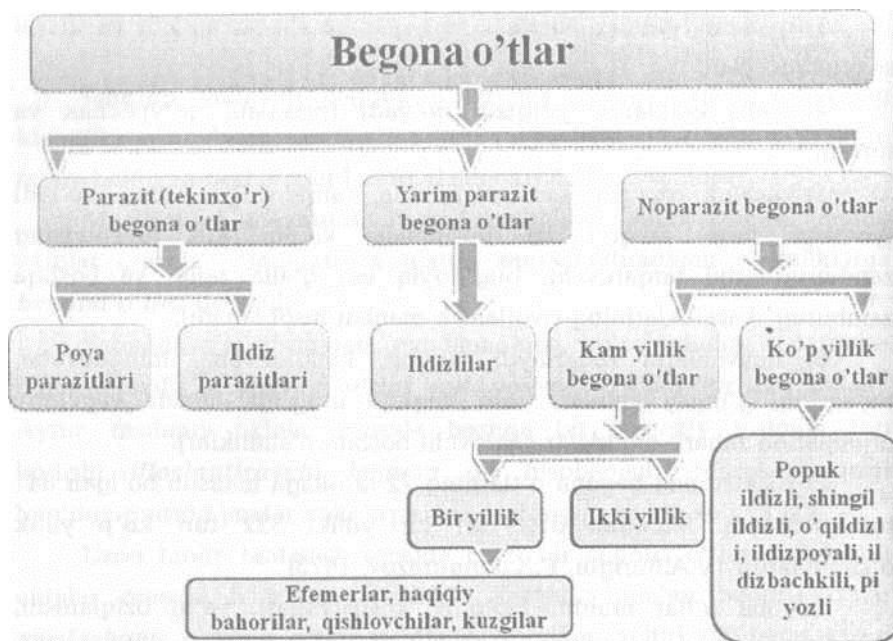 Begona o'tlar
Parazit (tekinxo'r)
begona o'tlar
Yarim parazit
begona o'tlar
Noparazit begona o'tlar
Poya
parazitlari
Ildiz
parazitlari
Ildizlilar
Kam yillik
begona o'tlar
Ko'p yillik
begona o'tlar
Bir yillik
Ikki yillik
Popuk
ildizli, shingil
ildizli, o'qildizl
i, ildizpoyali, il
dizbachkili, pi
yozli
Efemerlar, haqiqiy
bahorilar, qishlovchilar, kuzgilar